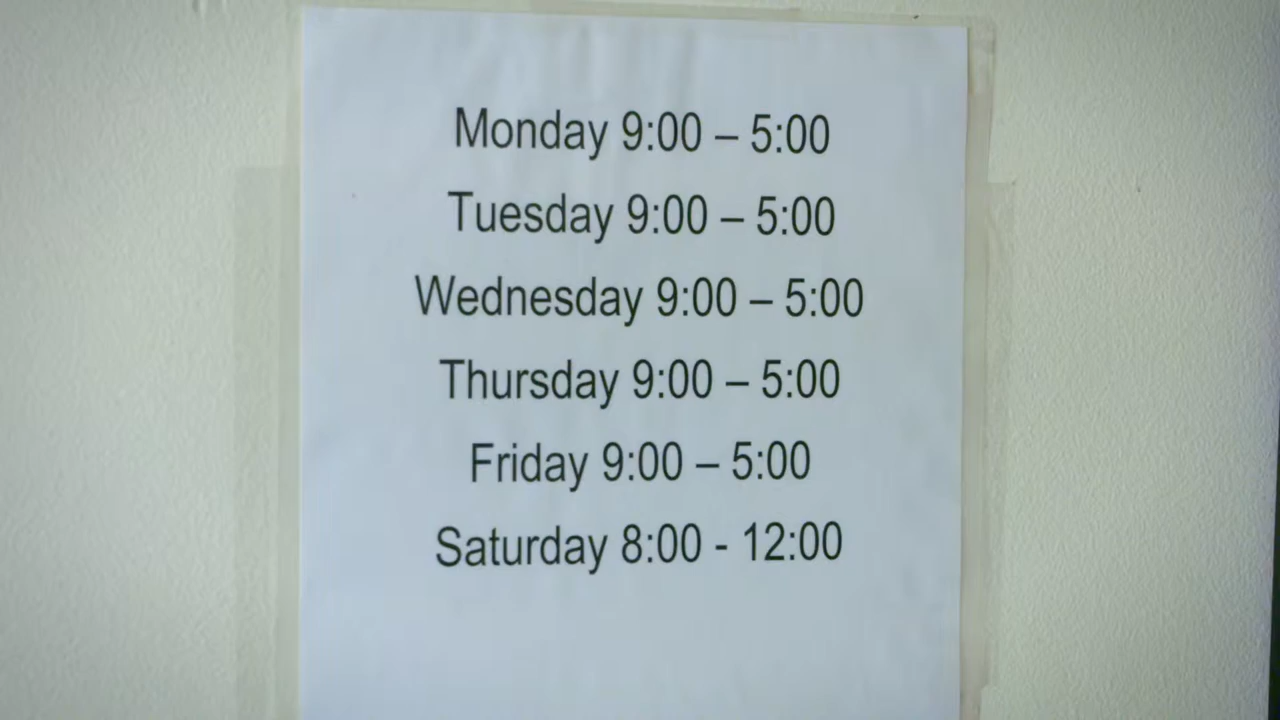 Monday 9:00 – 5:00
Tuesday 9:00 – 5:00
Wednesday 9:00 – 5:00
Thursday 9:00 – 5:00
Friday 9:00 – 5:00
Saturday 8:00 - 12:00